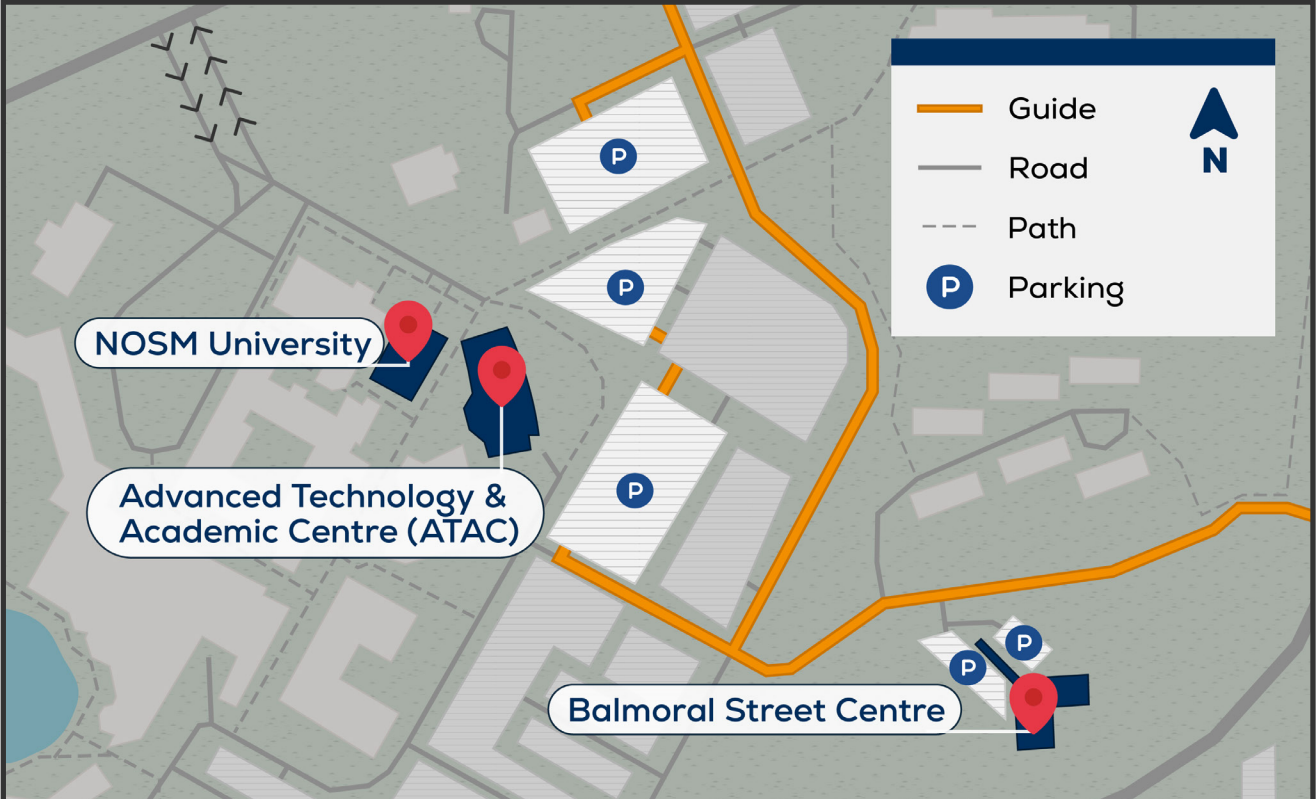 Guide
N
Road
Path
P Parking
P
P
NOSM University
P
Advanced Technology &
Academic Centre (ATAC)
P
P
Balmoral Street Centre